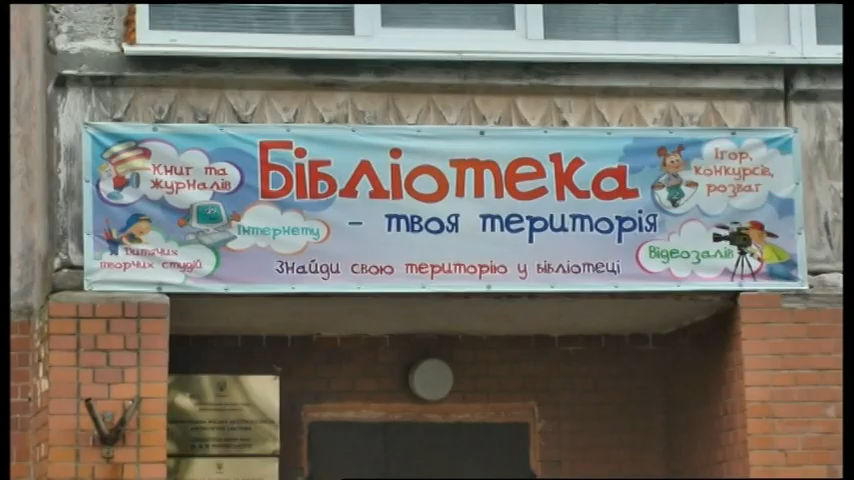 Бібліотека
- твоя територія
Знайди свою територію у бібліотеці
Книг та
журналів
Інтернету
Дитячих
творчих студій
Ігор,
конкурсів,
розваг
Відеозалів